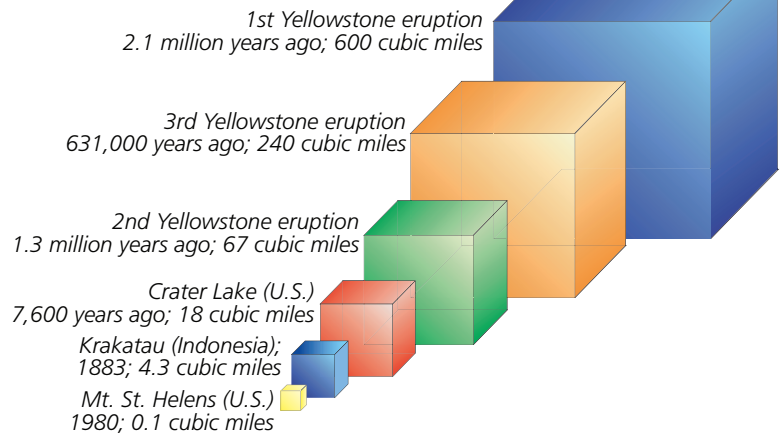 1st Yellowstone eruption
2.1 million years ago; 600 cubic miles
3rd Yellowstone eruption
631,000 years ago; 240 cubic miles
2nd Yellowstone eruption
1.3 million years ago; 67 cubic miles
Crater Lake (U.S.)
7,600 years ago; 18 cubic miles
Krakatau (Indonesia);
1883; 4.3 cubic miles
Mt. St. Helens (U.S.)
1980; 0.1 cubic miles